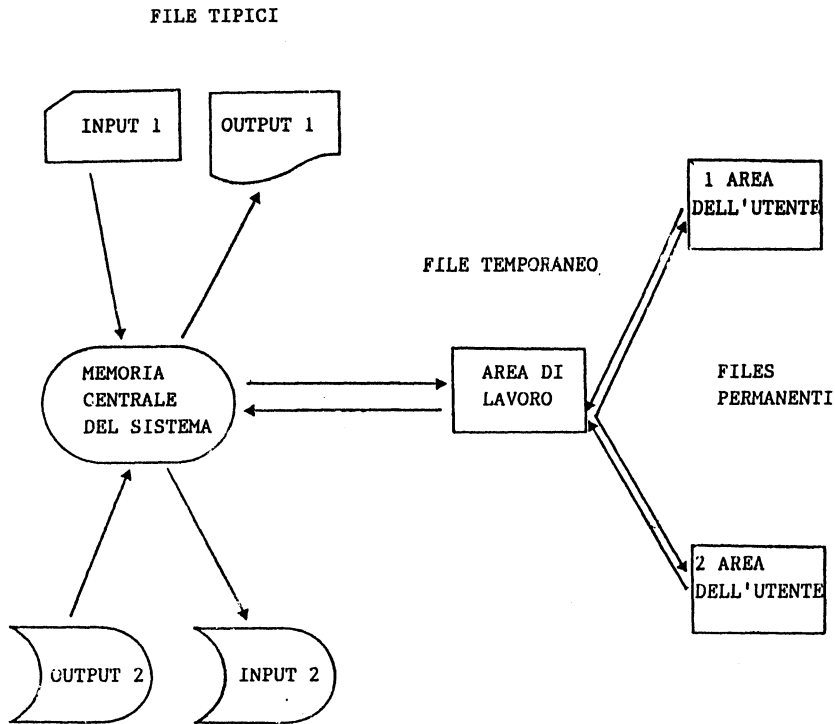 FILE TIPICI
INPUT 1
OUTPUT 1
1 AREA
DELL'UTENTE
FILE TEMPORANEO
MEMORIA
CENTRALE
DEL SISTEMA
AREA DI
LAVORO
FILES
PERMANENTI
2 AREA
DELL'UTENTE
OUTPUT 2
INPUT 2